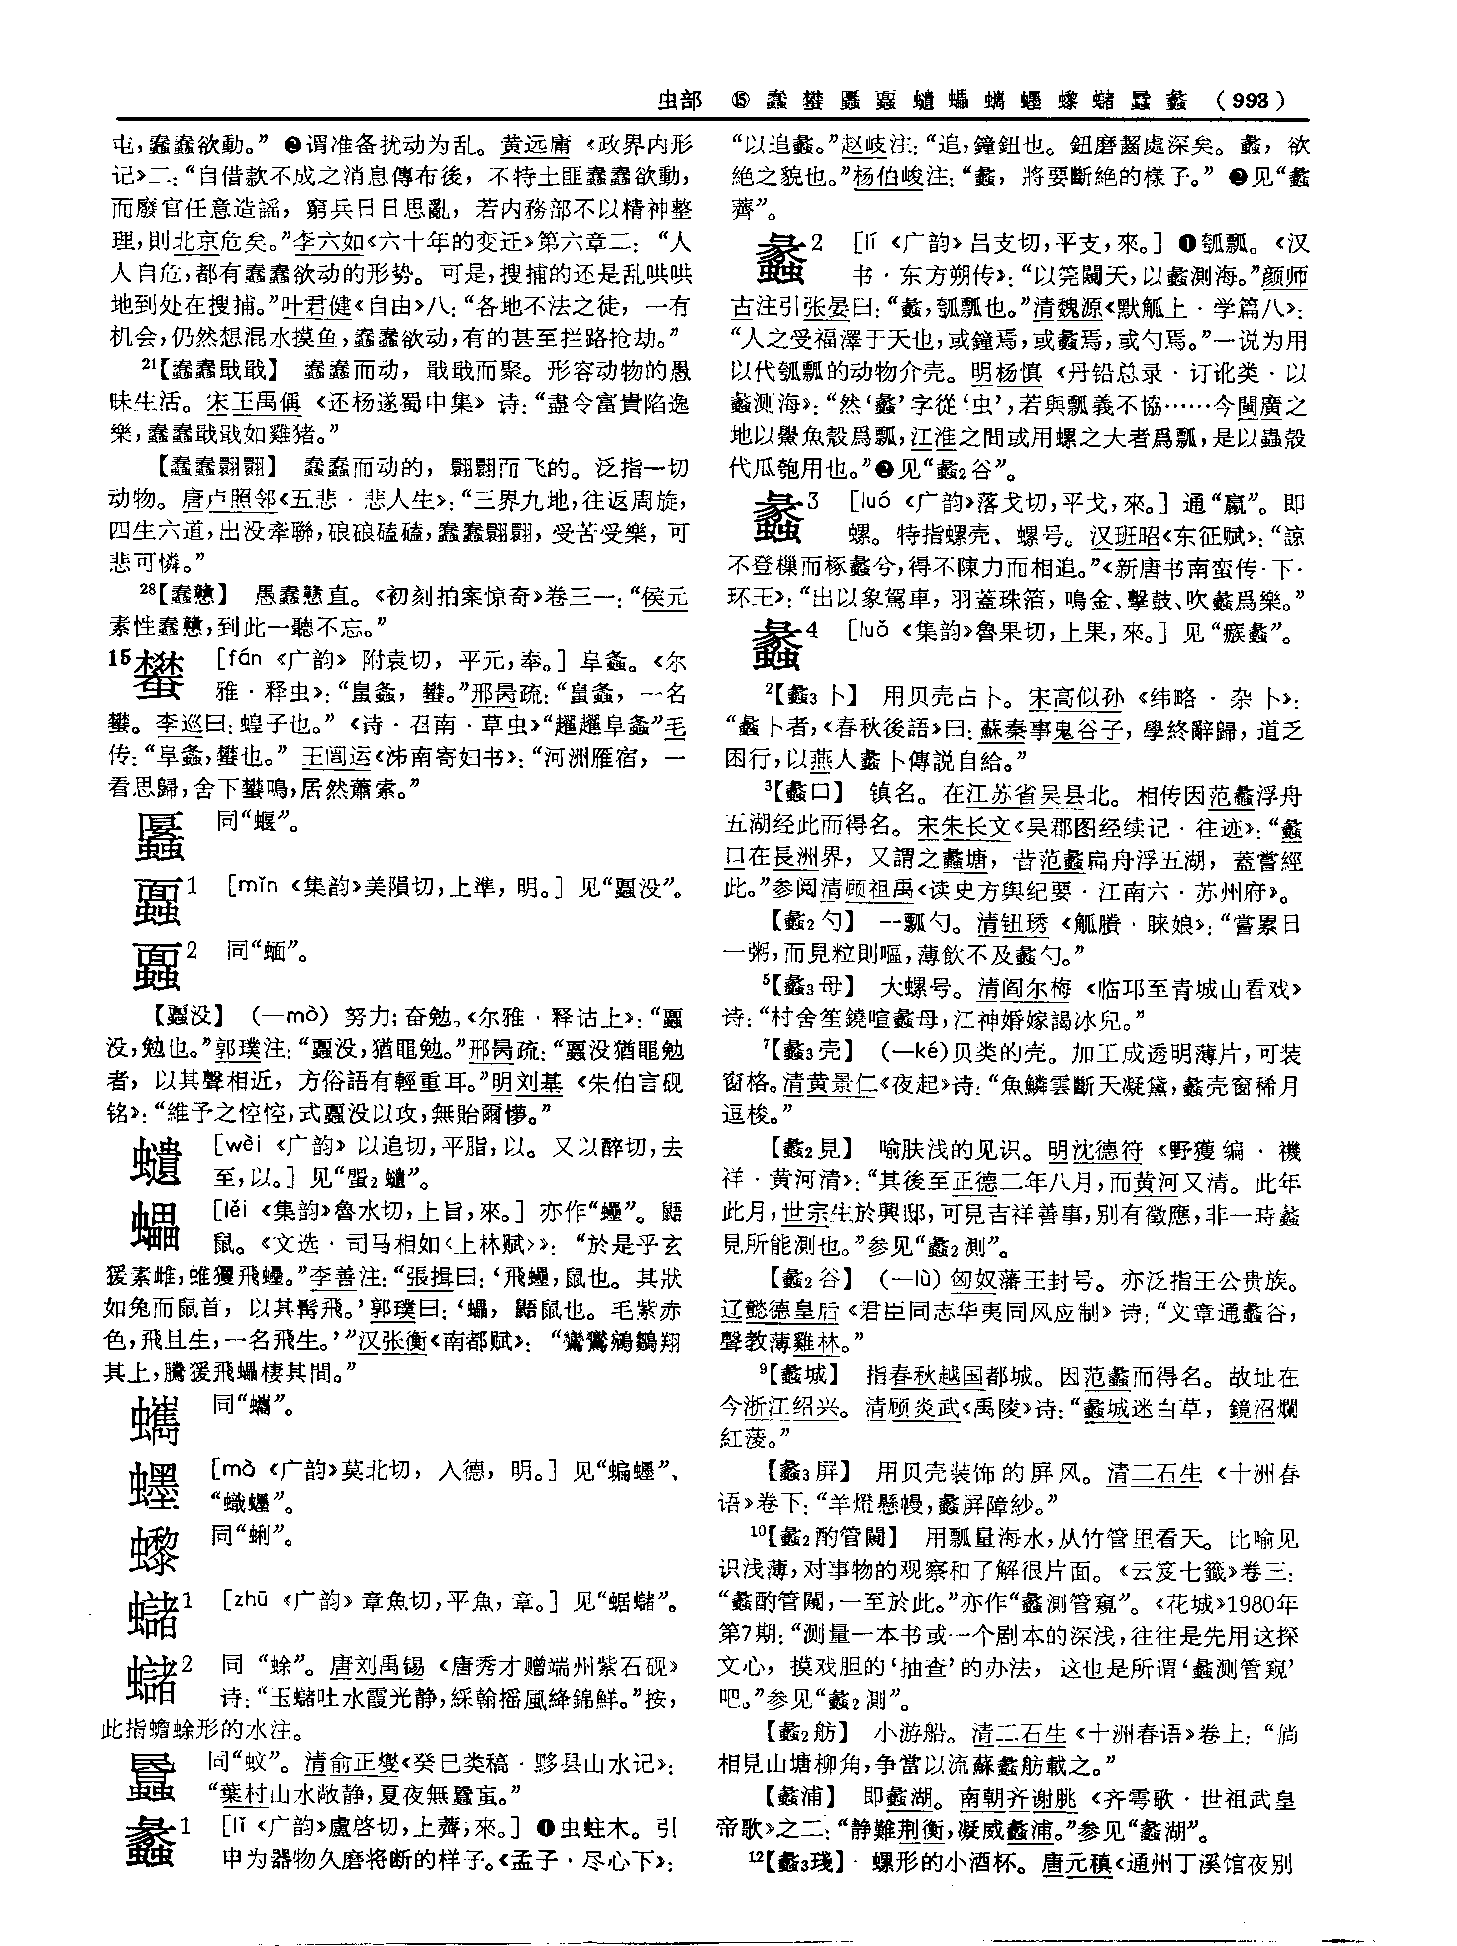 虫部 ⑮ 蠢蠜蠠蠵蠝蠨蠌蠡（993）
屯，蠢蠢欲動。”❷谓准备扰动为乱。黄远庸《政界内形
记》二：“自借款不成之消息傳布後，不特土匪蠢蠢欲動，
而廢官任意造謡，窮兵日日思亂，若内務部不以精神整
理，則北京危矣。”李六如《六十年的变迁》第六章二：“人
人自危，都有蠢蠢欲动的形势。可是，搜捕的还是乱哄哄
地到处在搜捕。”叶君健《自由》八：“各地不法之徒，一有
机会，仍然想混水摸鱼，蠢蠢欲动，有的甚至拦路抢劫。”
21【蠢蠢戢戢】 蠢蠢而动，戢戢而聚。形容动物的愚
昧生活。宋王禹偁《还杨遂蜀中集》诗：“盡令富貴陷逸
樂，蠢蠢戢戢如雞猪。”
【蠢蠢翾翾】 蠢蠢而动的，翾翾而飞的。泛指一切
动物。唐卢照邻《五悲·悲人生》：“三界九地，往返周旋，
四生六道，出没牽聯，硠硠磕磕，蠢蠢翾翾，受苦受樂，可
悲可憐。”
28【蠢戇】 愚蠢戆直。《初刻拍案惊奇》卷三一：“侯元
素性蠢戇，到此一聽不忘。”
15蠜 [fán《广韵》附袁切，平元，奉。] 阜螽。《尔
雅·释虫》：“𧒂螽，蠜。”邢昺疏：“𧒂螽，一名
蠜。李巡曰：蝗子也。”《诗·召南·草虫》“趯趯阜螽”毛
传：“阜螽，蠜也。”王闿运《泲南寄妇书》：“河洲雁宿，一
看思歸，舍下蠜鳴，居然蕭索。”
同“蝘”。
蠠1 [mǐn《集韵》美隕切，上準，明。] 见“蠠没”。
蠠2 同“蝒”。
【蠠没】 （—mò）努力；奋勉。《尔雅·释诂上》：“蠠
没，勉也。”郭璞注：“蠠没，猶黽勉。”邢昺疏：“蠠没猶黽勉
者，以其聲相近，方俗語有輕重耳。”明刘基《朱伯言砚
铭》：“維予之悾悾，式蠠没以攻，無貽爾懜。”
蠵 [wèi《广韵》以追切，平脂，以。又以醉切，去
至，以。] 见“蜸2蠵”。
蠝 [lěi《集韵》魯水切，上旨，來。] 亦作“蠳”。鼯
鼠。《文选·司马相如〈上林赋〉》：“於是乎玄
猨素雌，蜼玃飛蠝。”李善注：“張揖曰：‘飛蠝，鼠也。其狀
如兔而鼠首，以其髯飛。’郭璞曰：‘蠝，鼯鼠也。毛紫赤
色，飛且生，一名飛生。’”汉张衡《南都赋》：“鸞鷟鵷鶵翔
其上，騰猨飛蠝棲其間。”
蠵 同“蠵”。
蟔 [mò《广韵》莫北切，入德，明。] 见“蝙蟔”、
“蟙蟔”。
同“蜊”。
蠩1 [zhū《广韵》章魚切，平魚，章。] 见“蝫蠩”。
蠩2 同“蜍”。唐刘禹锡《唐秀才赠端州紫石砚》
诗：“玉蠩吐水霞光静，綵翰摇風絳錦鮮。”按，
此指蟾蜍形的水注。
同“蚊”。清俞正燮《癸巳类稿·黟县山水记》：
“葉村山水敞静，夏夜無蟁䖟。”
蠡1 [lǐ《广韵》盧啓切，上薺，來。] ❶虫蛀木。引
申为器物久磨将断的样子。《孟子·尽心下》：
“以追蠡。”赵岐注：“追，鐘鈕也。鈕磨齧處深矣。蠡，欲
絶之貌也。”杨伯峻注：“蠡，將要斷絶的樣子。”❷见“蠡
薺”。
蠡2 [lí《广韵》吕支切，平支，來。] ❶瓠瓢。《汉
书·东方朔传》：“以筦闚天，以蠡測海。”颜师
古注引张晏曰：“蠡，瓠瓢也。”清魏源《默觚上·学篇八》：
“人之受福澤于天也，或鐘焉，或蠡焉，或勺焉。”一说为用
以代瓠瓢的动物介壳。明杨慎《丹铅总录·订讹类·以
蠡测海》：“然‘蠡’字從‘虫’，若與瓢義不協……今閩廣之
地以鱟魚殻爲瓢，江淮之間或用螺之大者爲瓢，是以蟲殻
代瓜匏用也。”❷见“蠡2谷”。
蠡3 [luó《广韵》落戈切，平戈，來。] 通“蠃”。即
螺。特指螺壳、螺号。汉班昭《东征赋》：“諒
不登樔而椓蠡兮，得不陳力而相追。”《新唐书南蛮传·下·
环王》：“出以象駕車，羽蓋珠箔，鳴金、擊鼓、吹蠡爲樂。”
蠡4 [luǒ《集韵》魯果切，上果，來。] 见“瘯蠡”。
2【蠡3卜】 用贝壳占卜。宋高似孙《纬略·杂卜》：
“蠡卜者，《春秋後語》曰：蘇秦事鬼谷子，學終辭歸，道乏
困行，以燕人蠡卜傳説自給。”
3【蠡口】 镇名。在江苏省吴县北。相传因范蠡浮舟
五湖经此而得名。宋朱长文《吴郡图经续记·往迹》：“蠡
口在長洲界，又謂之蠡塘，昔范蠡扁舟浮五湖，蓋嘗經
此。”参阅清顾祖禹《读史方舆纪要·江南六·苏州府》。
【蠡2勺】 一瓢勺。清钮琇《觚賸·睐娘》：“嘗累日
一粥，而見粒則嘔，薄飲不及蠡勺。”
5【蠡3母】 大螺号。清阎尔梅《临邛至青城山看戏》
诗：“村舍笙鐃喧蠡母，江神婚嫁謁冰兒。”
7【蠡3壳】 （—ké）贝类的壳。加工成透明薄片，可装
窗格。清黄景仁《夜起》诗：“魚鱗雲斷天凝黛，蠡壳窗稀月
逗梭。”
【蠡2見】 喻肤浅的见识。明沈德符《野獲编·禨
祥·黄河清》：“其後至正德二年八月，而黄河又清。此年
此月，世宗生於興邸，可見吉祥善事，别有徵應，非一時蠡
見所能測也。”参见“蠡2測”。
【蠡2谷】 （—lù）匈奴藩王封号。亦泛指王公贵族。
辽懿德皇后《君臣同志华夷同风应制》诗：“文章通蠡谷，
聲教薄雞林。”
9【蠡城】 指春秋越国都城。因范蠡而得名。故址在
今浙江绍兴。清顾炎武《禹陵》诗：“蠡城迷白草，鏡沼爛
紅蔆。”
【蠡3屏】 用贝壳装饰的屏风。清二石生《十洲春
语》卷下：“羊燈懸幔，蠡屏障紗。”
10【蠡2酌管闚】 用瓢量海水，从竹管里看天。比喻见
识浅薄，对事物的观察和了解很片面。《云笈七籤》卷三：
“蠡酌管闚，一至於此。”亦作“蠡測管窺”。《花城》1980年
第7期：“测量一本书或一个剧本的深浅，往往是先用这探
文心，摸戏胆的‘抽查’的办法，这也是所谓‘蠡测管窥’
吧。”参见“蠡2測”。
【蠡2舫】 小游船。清二石生《十洲春语》卷上：“倘
相見山塘柳角，争當以流蘇蠡舫載之。”
【蠡浦】 即蠡湖。南朝齐谢朓《齐雩歌·世祖武皇
帝歌》之二：“静難荆衡，凝威蠡浦。”参见“蠡湖”。
12【蠡3琖】 螺形的小酒杯。唐元稹《通州丁溪馆夜别